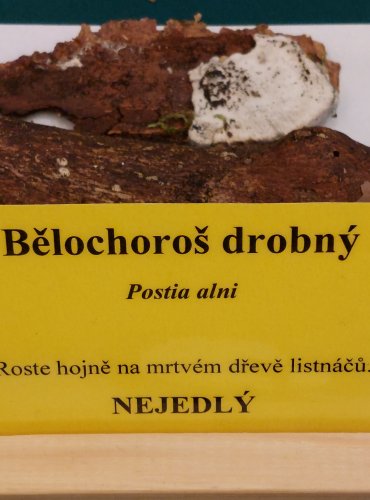 Bělochoroš drobný
Postia alni
Roste hojně na mrtvém dřevě listnáčů.
NEJEDLÝ